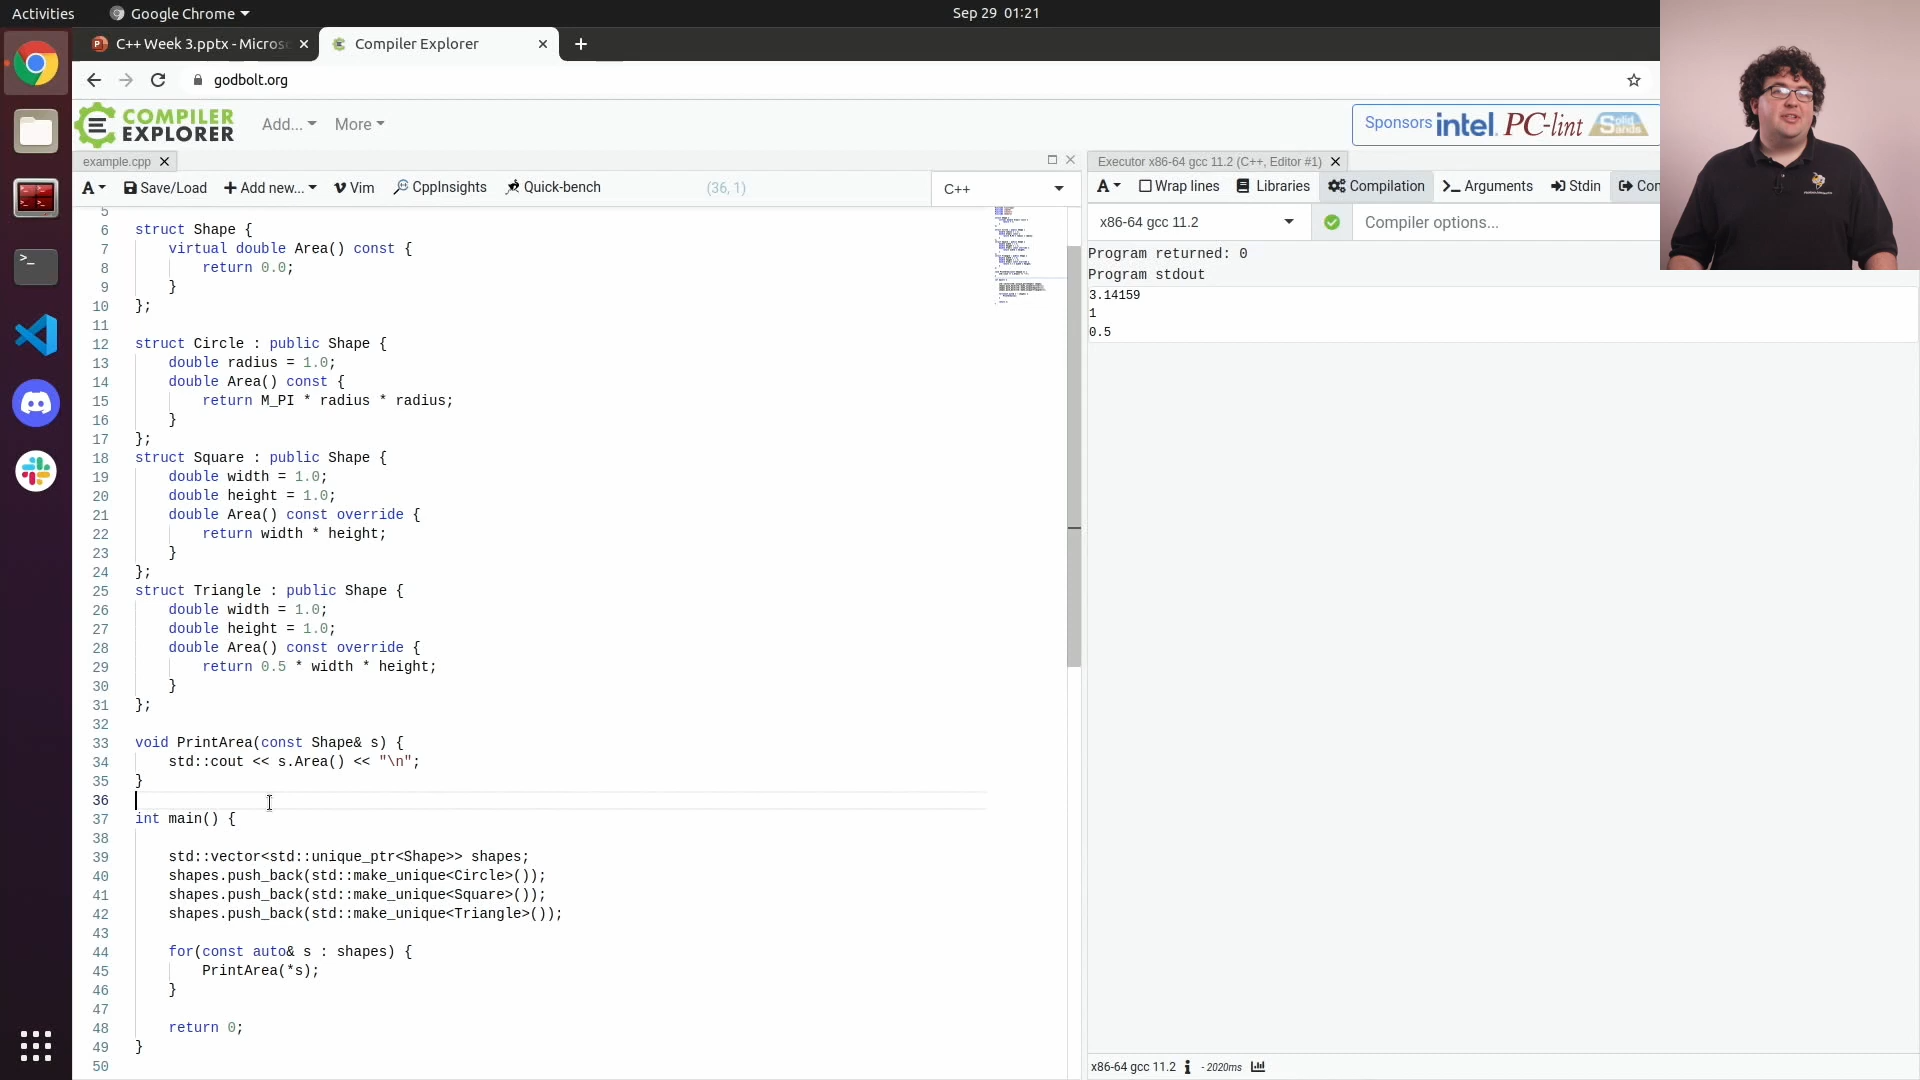 Activities
Google Chrome
Sep 29 01:21
C++ Week 3.pptx - Micros
Compiler Explorer
godbolt.org
COMPILER
EXPLORER
Add...
More
Sponsors intel. PC-lint Solid Sands
example.cpp
Executor x86-64 gcc 11.2 (C++, Editor #1)
A
Save/Load
Add new...
Vim
CppInsights
Quick-bench
(36, 1)
C++
A
Wrap lines
Libraries
Compilation
Arguments
Stdin
Con
x86-64 gcc 11.2
Compiler options...
5
6 struct Shape {
7 virtual double Area() const {
8 return 0.0;
9 }
10 };
11
12 struct Circle : public Shape {
13 double radius = 1.0;
14 double Area() const {
15 return M_PI * radius * radius;
16 }
17 };
18 struct Square : public Shape {
19 double width = 1.0;
20 double height = 1.0;
21 double Area() const override {
22 return width * height;
23 }
24 };
25 struct Triangle : public Shape {
26 double width = 1.0;
27 double height = 1.0;
28 double Area() const override {
29 return 0.5 * width * height;
30 }
31 };
32
33 void PrintArea(const Shape& s) {
34 std::cout << s.Area() << "\n";
35 }
36
37 int main() {
38
39 std::vector<std::unique_ptr<Shape>> shapes;
40 shapes.push_back(std::make_unique<Circle>());
41 shapes.push_back(std::make_unique<Square>());
42 shapes.push_back(std::make_unique<Triangle>());
43
44 for(const auto& s : shapes) {
45 PrintArea(*s);
46 }
47
48 return 0;
49 }
50
Program returned: 0
Program stdout
3.14159
1
0.5
x86-64 gcc 11.2
- 2020ms